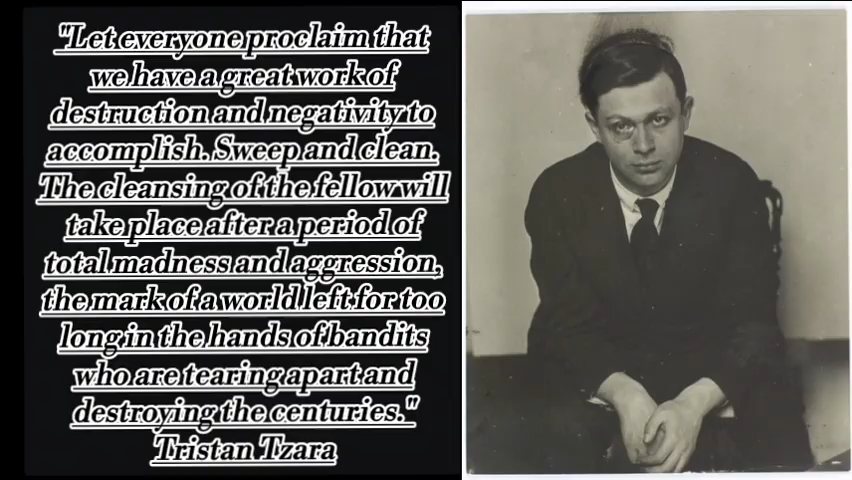 "Let everyone proclaim that
we have a great work of
destruction and negativity to
accomplish. Sweep and clean.
The cleansing of the fellow will
take place after a period of
total madness and aggression,
the mark of a world left for too
long in the hands of bandits
who are tearing apart and
destroying the centuries."
Tristan Tzara